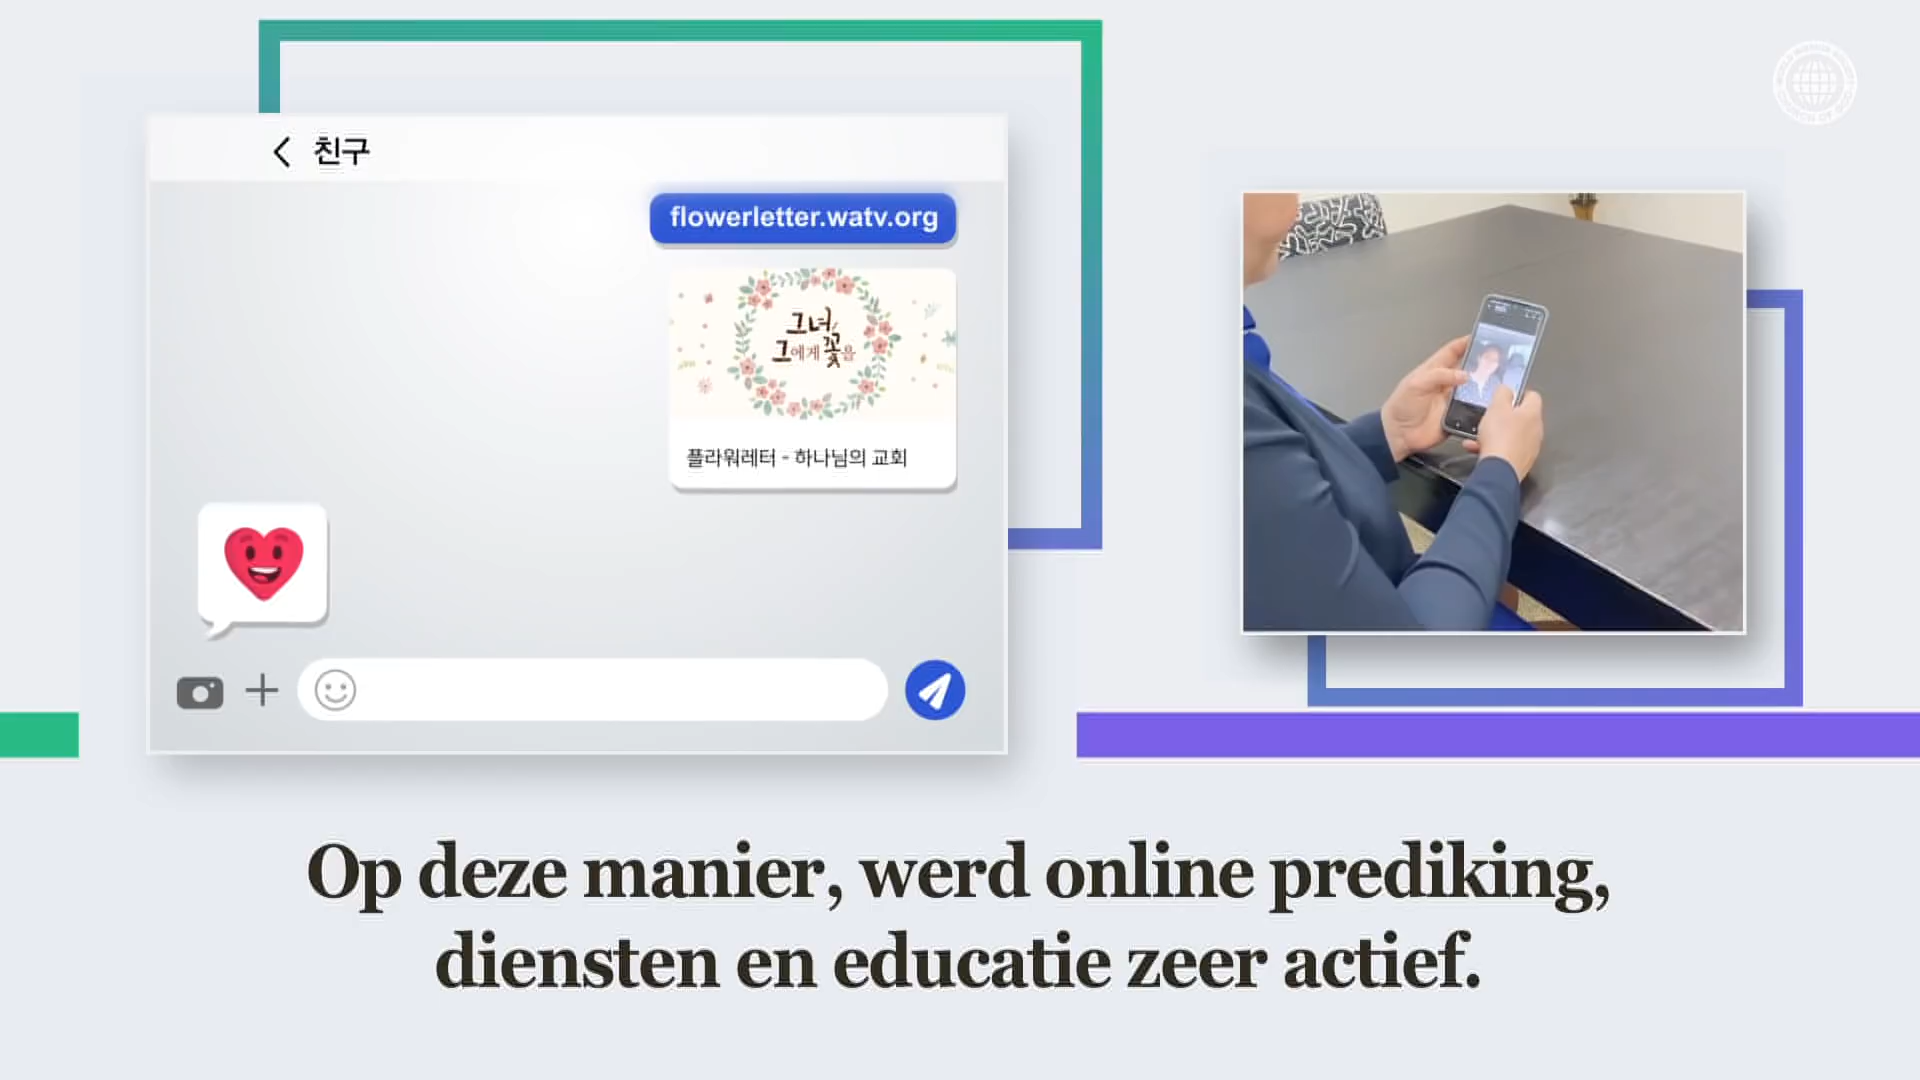 친구
flowerletter.watv.org
그녀,
그에게 꽃을
플라워레터 - 하나님의 교회
Op deze manier, werd online prediking,
diensten en educatie zeer actief.